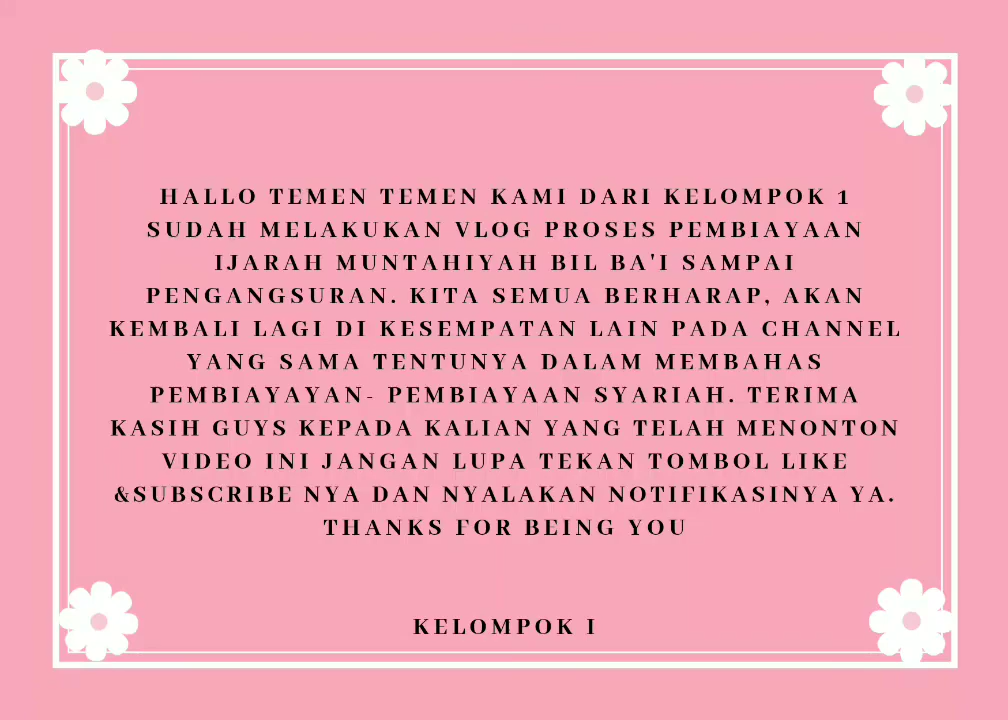 HALLO TEMEN TEMEN KAMI DARI KELOMPOK 1
SUDAH MELAKUKAN VLOG PROSES PEMBIAYAAN
IJARAH MUNTAHIYAH BIL BA'I SAMPAI
PENGANGSURAN. KITA SEMUA BERHARAP, AKAN
KEMBALI LAGI DI KESEMPATAN LAIN PADA CHANNEL
YANG SAMA TENTUNYA DALAM MEMBAHAS
PEMBIAYAYAN- PEMBIAYAAN SYARIAH. TERIMA
KASIH GUYS KEPADA KALIAN YANG TELAH MENONTON
VIDEO INI JANGAN LUPA TEKAN TOMBOL LIKE
&SUBSCRIBE NYA DAN NYALAKAN NOTIFIKASINYA YA.
THANKS FOR BEING YOU
KELOMPOK I